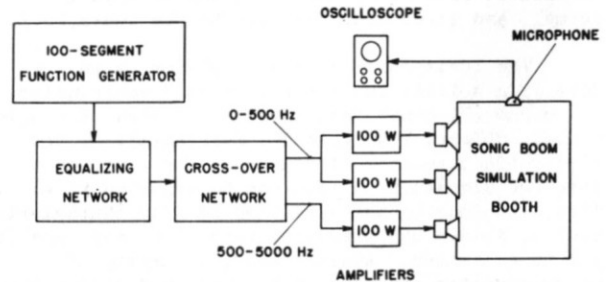 OSCILLOSCOPE
MICROPHONE
100-SEGMENT
FUNCTION GENERATOR
0-500 Hz
100 W
EQUALIZING
NETWORK
CROSS-OVER
NETWORK
100 W
SONIC BOOM
SIMULATION
BOOTH
100 W
500-5000 Hz
AMPLIFIERS